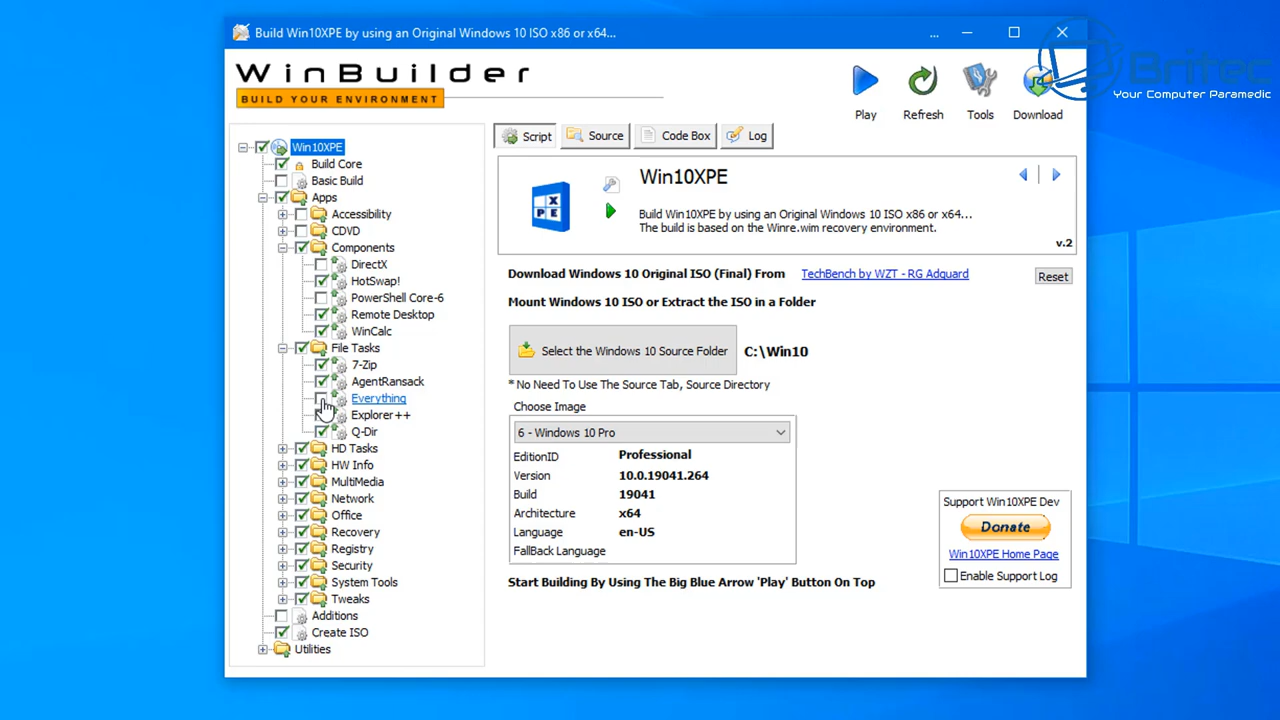 Build Win10XPE by using an Original Windows 10 ISO x86 or x64...
...
Britec
Your Computer Paramedic
WinBuilder
BUILD YOUR ENVIRONMENT
Play
Refresh
Tools
Download
Win10XPE
Build Core
Basic Build
Apps
Accessibility
CDVD
Components
DirectX
HotSwap!
PowerShell Core-6
Remote Desktop
WinCalc
File Tasks
7-Zip
AgentRansack
Everything
Explorer++
Q-Dir
HD Tasks
HW Info
MultiMedia
Network
Office
Recovery
Registry
Security
System Tools
Tweaks
Additions
Create ISO
Utilities
Script
Source
Code Box
Log
X
PE
Win10XPE
Build Win10XPE by using an Original Windows 10 ISO x86 or x64...
The build is based on the Winre.wim recovery environment.
v.2
Download Windows 10 Original ISO (Final) From TechBench by WZT - RG Adguard
Reset
Mount Windows 10 ISO or Extract the ISO in a Folder
Select the Windows 10 Source Folder C:\Win10
* No Need To Use The Source Tab, Source Directory
Choose Image
6 - Windows 10 Pro
EditionID Professional
Version 10.0.19041.264
Build 19041
Architecture x64
Language en-US
FallBack Language
Start Building By Using The Big Blue Arrow 'Play' Button On Top
Support Win10XPE Dev
Donate
Win10XPE Home Page
Enable Support Log